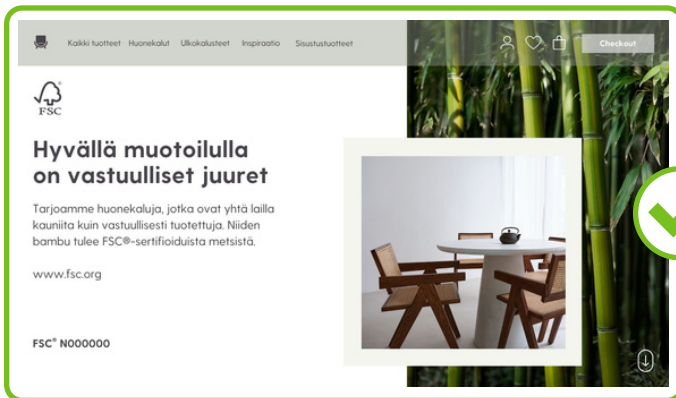 Kaikki tuotteet Huonekalut Ulkokalusteet Inspiraatio Sisustustuotteet Checkout
FSC
Hyvällä muotoilulla
on vastuulliset juuret
Tarjoamme huonekaluja, jotka ovat yhtä lailla
kauniita kuin vastuullisesti tuotettuja. Niiden
bambu tulee FSC®-sertifioiduista metsistä.
www.fsc.org
FSC® N000000